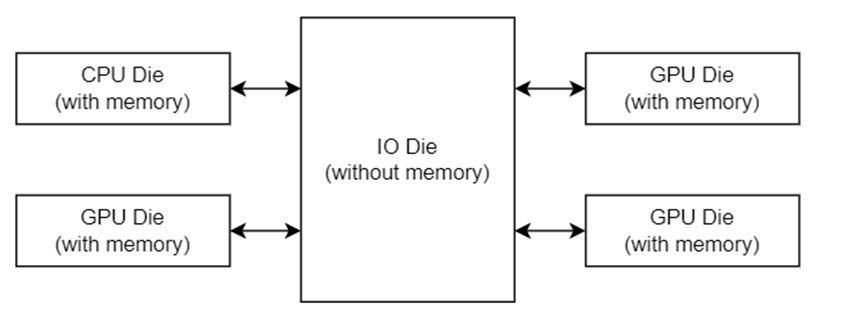 CPU Die
(with memory)
GPU Die
(with memory)
IO Die
(without memory)
GPU Die
(with memory)
GPU Die
(with memory)